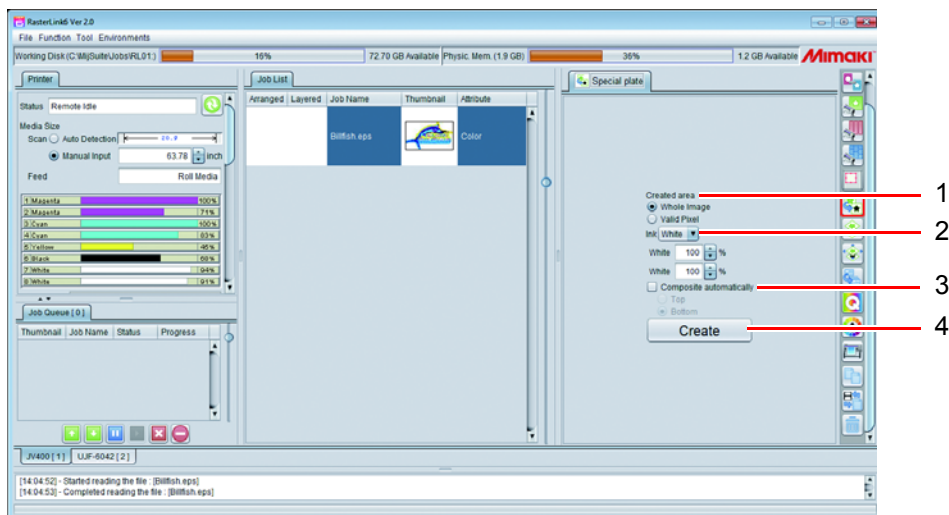 RasterLink6 Ver 2.0
File Function Tool Environments
Working Disk (C:\MijSuite\Jobs\RL01:) 16% 72.70 GB Available Physic. Mem. (1.9 GB) 36% 1.2 GB Available Mimaki
Printer
Status Remote Idle
Media Size
Scan Auto Detection
Manual Input 63.78 inch
Feed Roll Media
1 Magenta 100%
2 Magenta 71%
3 Cyan 100%
4 Cyan 83%
5 Yellow 46%
6 Black 68%
7 White 94%
8 White 91%
Job Queue [ 0 ]
Thumbnail Job Name Status Progress
Job List
Arranged Layered Job Name Thumbnail Attribute
Billfish.eps Color
Special plate
Created area 1
Whole Image
Valid Pixel
Ink White 2
White 100 %
White 100 %
Composite automatically 3
Top
Bottom
Create 4
JV400 [ 1 ] UJF-6042 [ 2 ]
[14:04:52] - Started reading the file : [Billfish.eps]
[14:04:53] - Completed reading the file : [Billfish.eps]